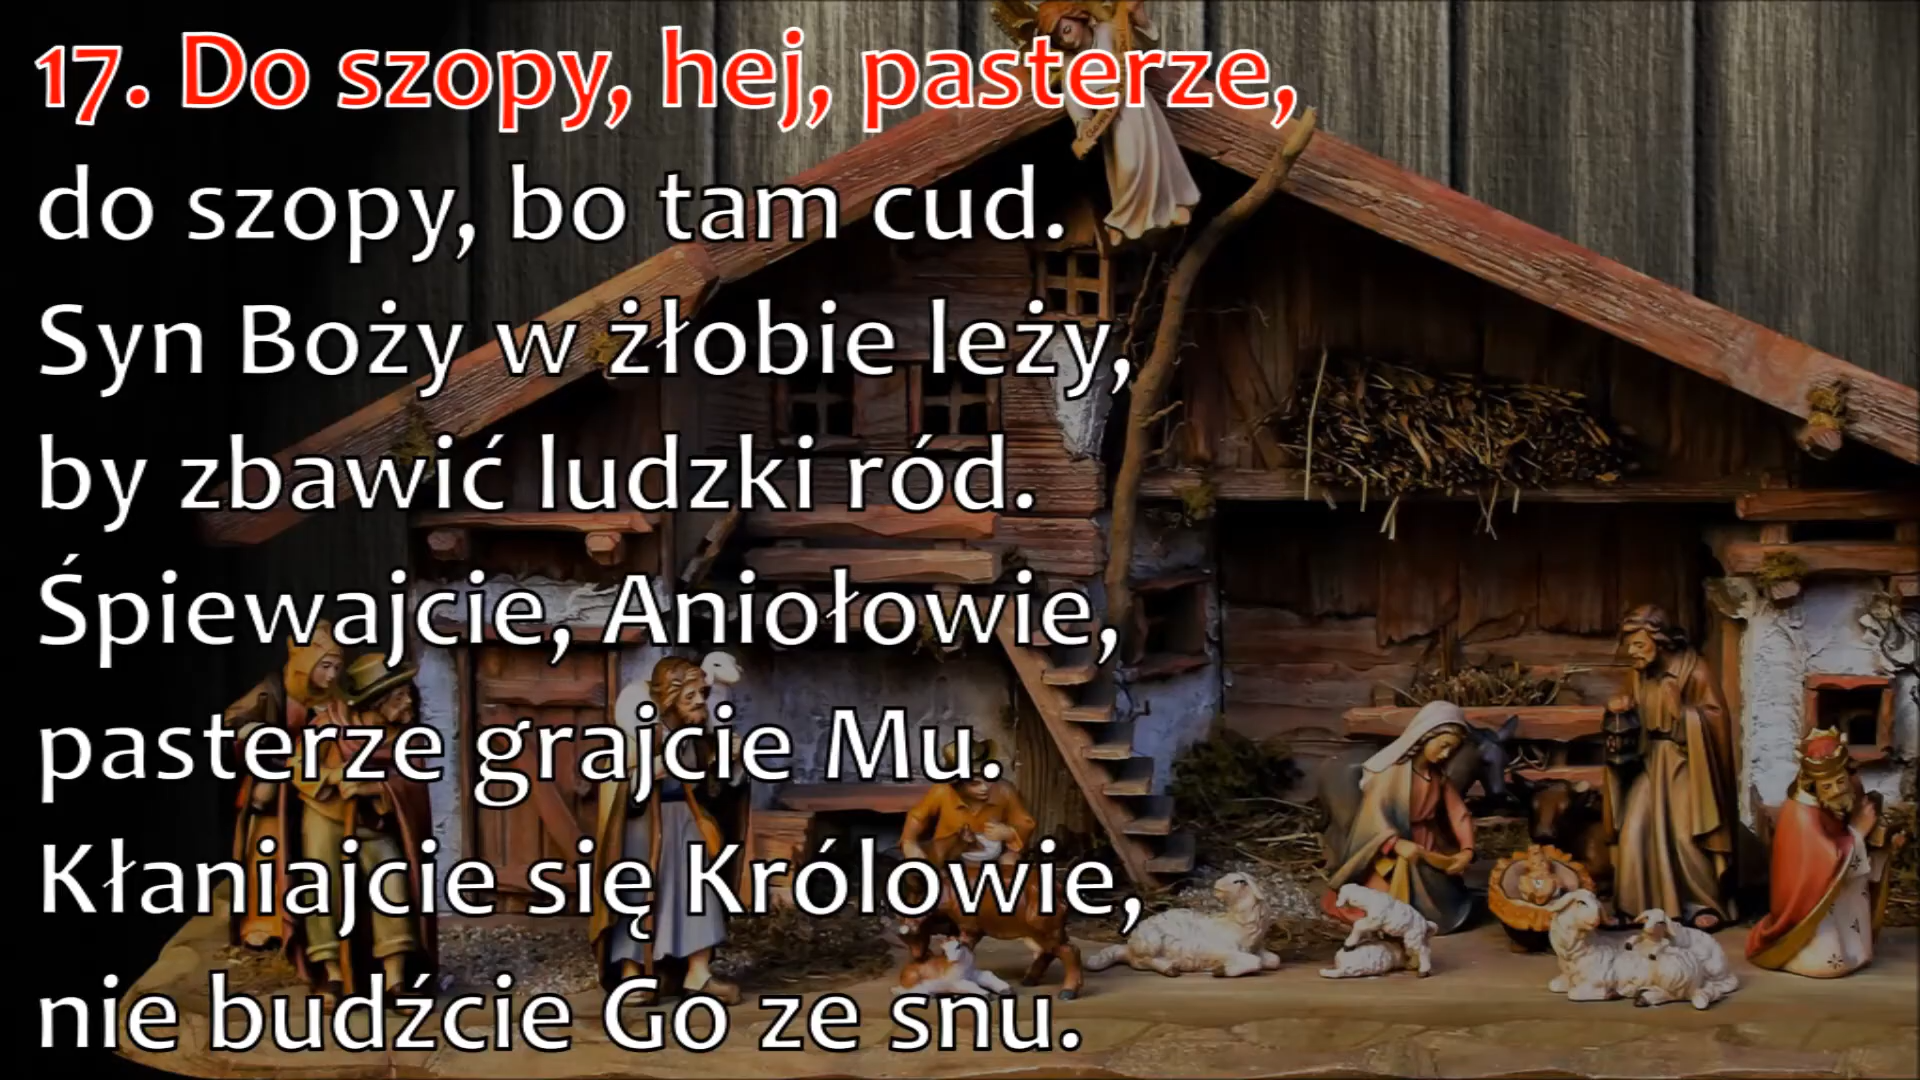 17. Do szopy, hej, pasterze,
do szopy, bo tam cud.
Syn Boży w żłobie leży,
by zbawić ludzki ród.
Śpiewajcie, Aniołowie,
pasterze grajcie Mu.
Kłaniajcie się Królowie,
nie budźcie Go ze snu.